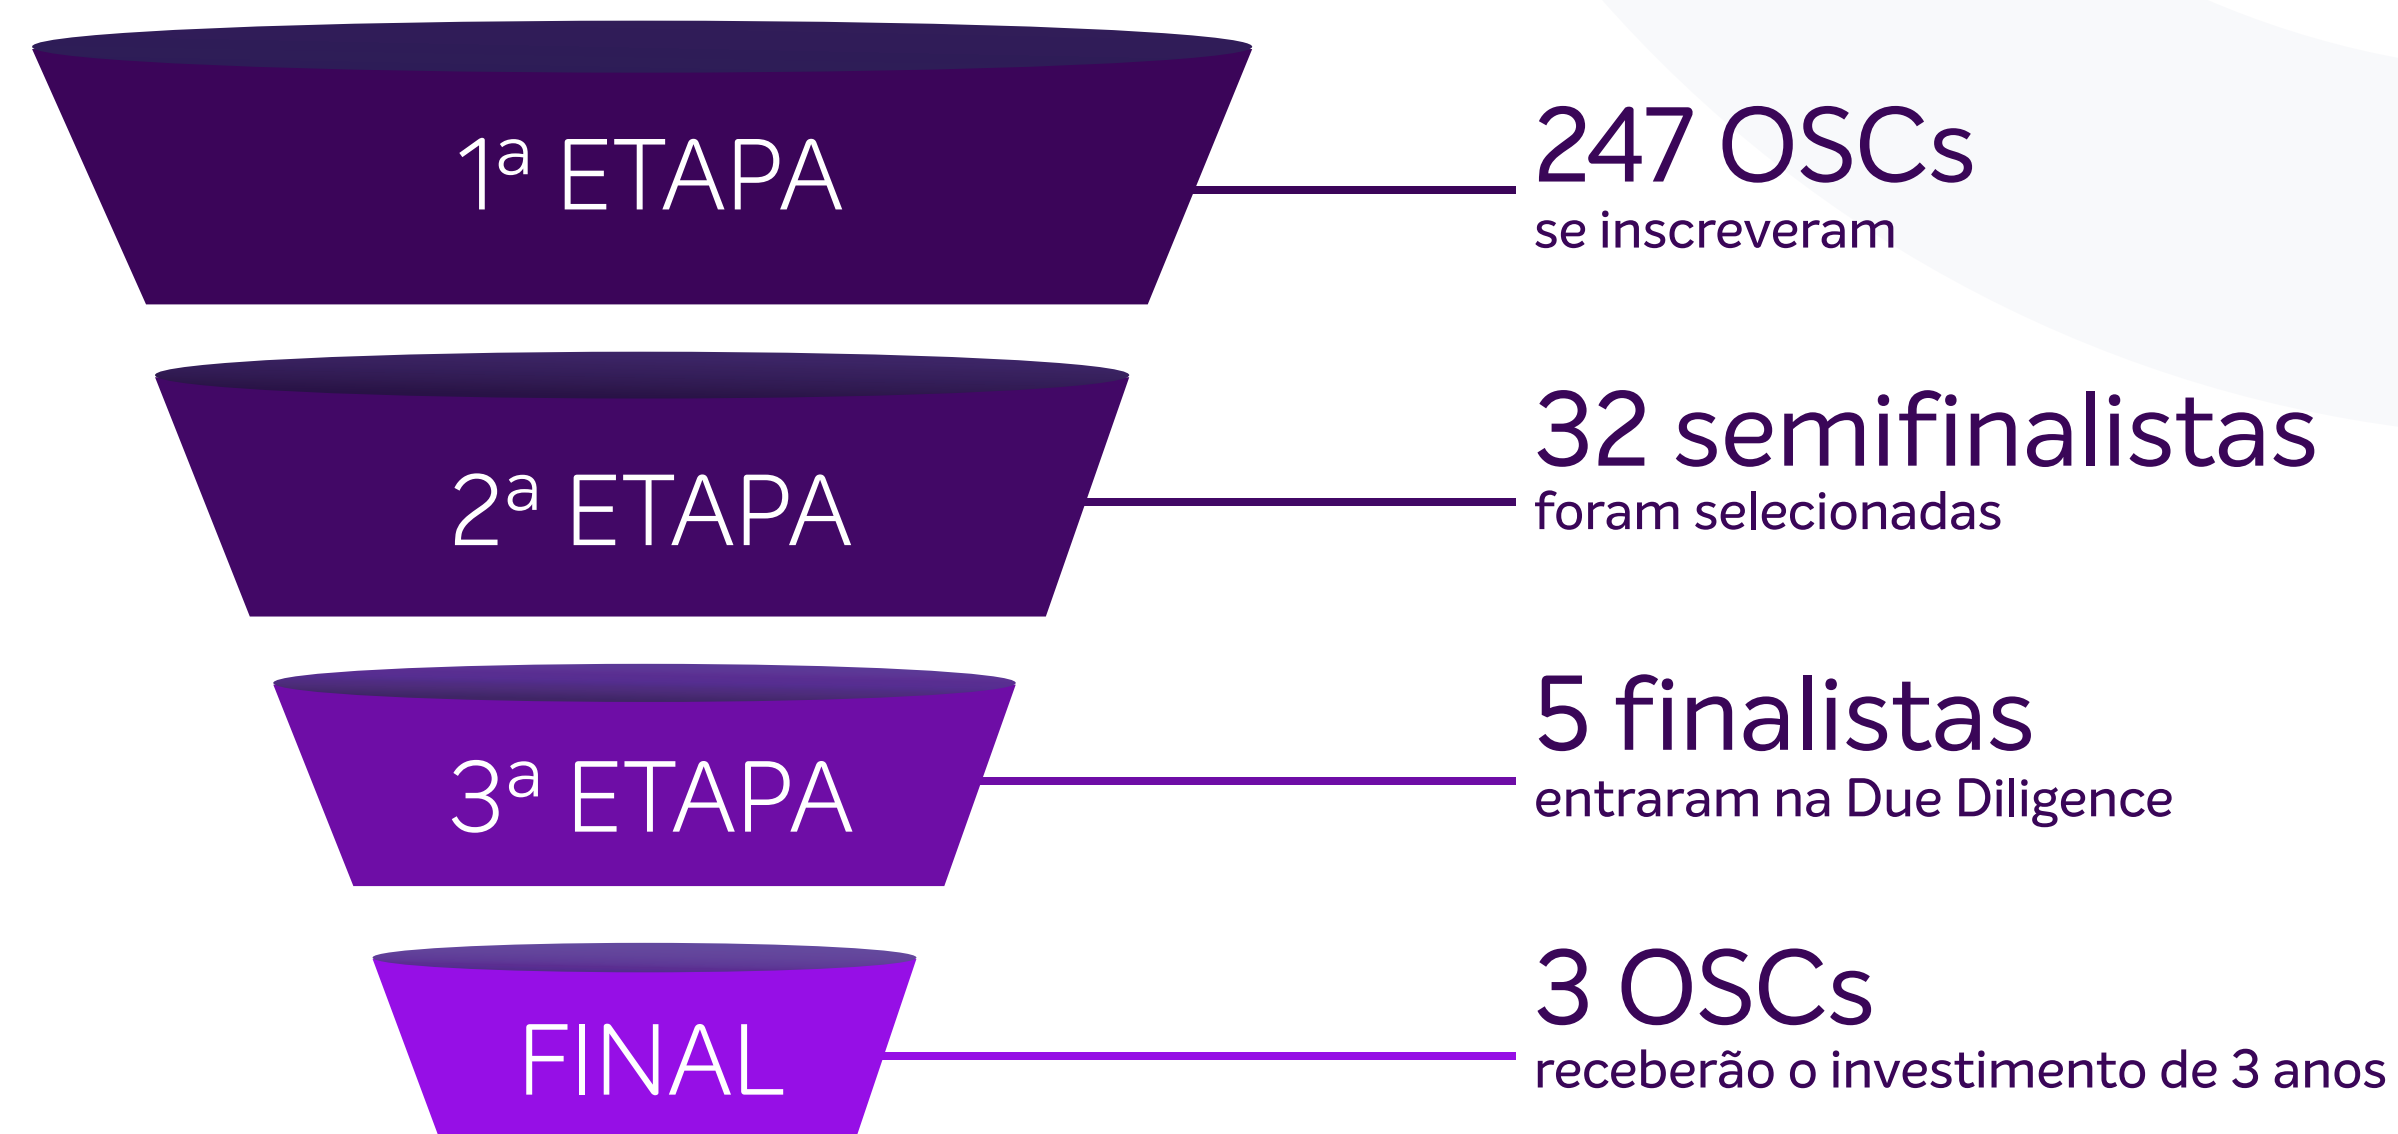 1ª ETAPA
247 OSCs
se inscreveram
2ª ETAPA
32 semifinalistas
foram selecionadas
3ª ETAPA
5 finalistas
entraram na Due Diligence
FINAL
3 OSCs
receberão o investimento de 3 anos